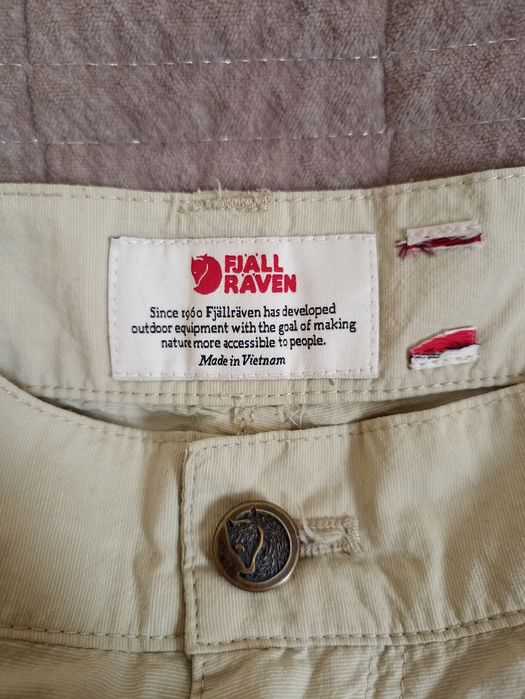 FJÄLL
RÄVEN
Since 1960 Fjällräven has developed
outdoor equipment with the goal of making
nature more accessible to people.
Made in Vietnam